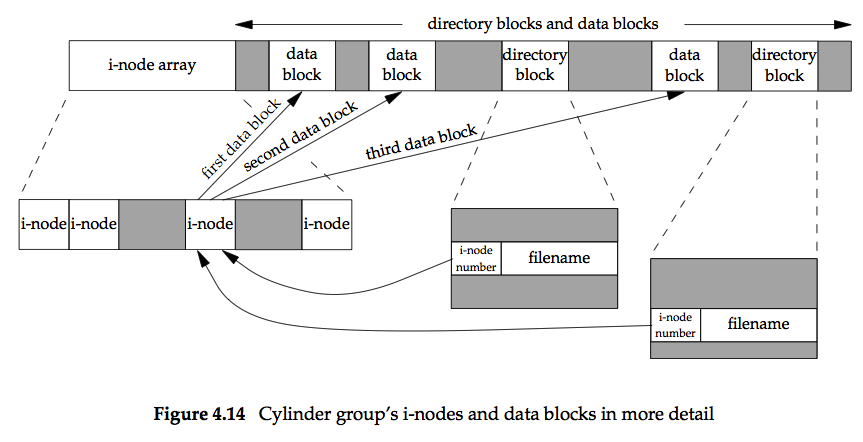 directory blocks and data blocks
i-node array
data
block
data
block
directory
block
data
block
directory
block
first data block
second data block
third data block
i-node
i-node
i-node
i-node
i-node
number
filename
i-node
number
filename
Figure 4.14 Cylinder group’s i-nodes and data blocks in more detail